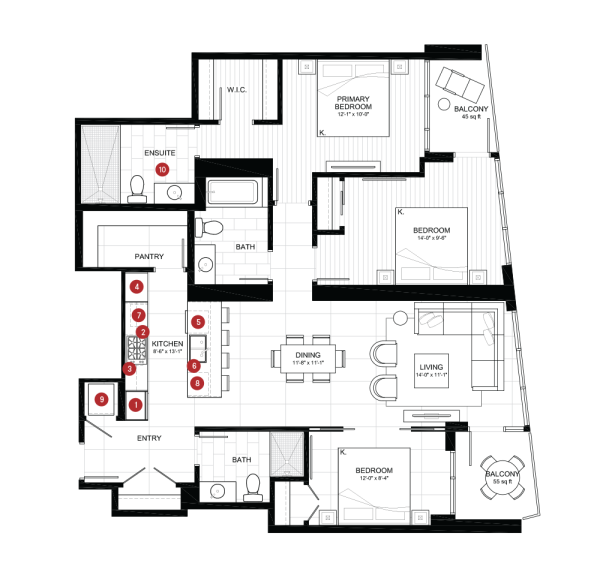 W.I.C.
PRIMARY
BEDROOM
12'-1" x 10'-0"
K.
BALCONY
45 sq ft
ENSUITE
10
K.
BEDROOM
14'-0" x 9'-6"
BATH
PANTRY
4
7
2
KITCHEN
8'-6" x 13'-1"
3
1
5
6
8
DINING
11'-8" x 11'-1"
LIVING
14'-0" x 11'-1"
9
ENTRY
BATH
K.
BEDROOM
12'-0" x 8'-4"
BALCONY
55 sq ft